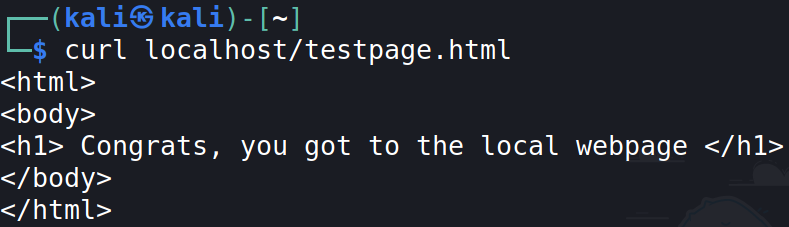 ┌──(kali㉿kali)-[~]
└─$ curl localhost/testpage.html
<html>
<body>
<h1> Congrats, you got to the local webpage </h1>
</body>
</html>